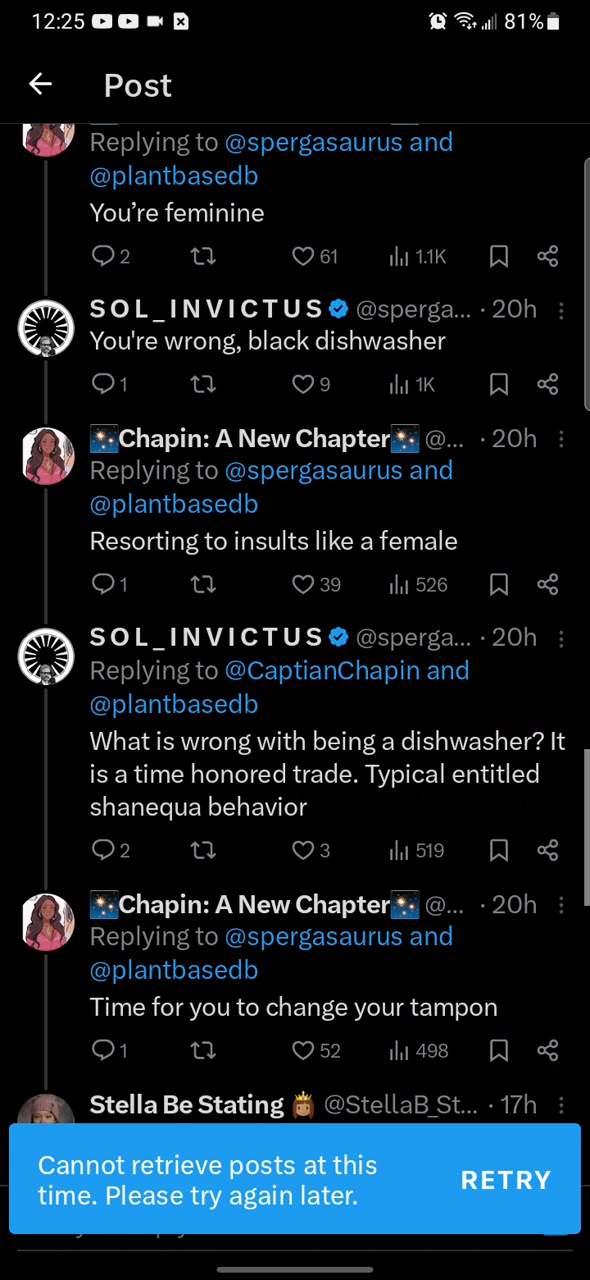 12:25
81%
Post
Replying to @spergasaurus and
@plantbasedb
You’re feminine
2 61 1.1K
SOL_INVICTUS @sperga... · 20h
You're wrong, black dishwasher
1 9 1K
Chapin: A New Chapter @... · 20h
Replying to @spergasaurus and
@plantbasedb
Resorting to insults like a female
1 39 526
SOL_INVICTUS @sperga... · 20h
Replying to @CaptianChapin and
@plantbasedb
What is wrong with being a dishwasher? It
is a time honored trade. Typical entitled
shanequa behavior
2 3 519
Chapin: A New Chapter @... · 20h
Replying to @spergasaurus and
@plantbasedb
Time for you to change your tampon
1 52 498
Stella Be Stating @StellaB_St... · 17h
Cannot retrieve posts at this
time. Please try again later.
RETRY